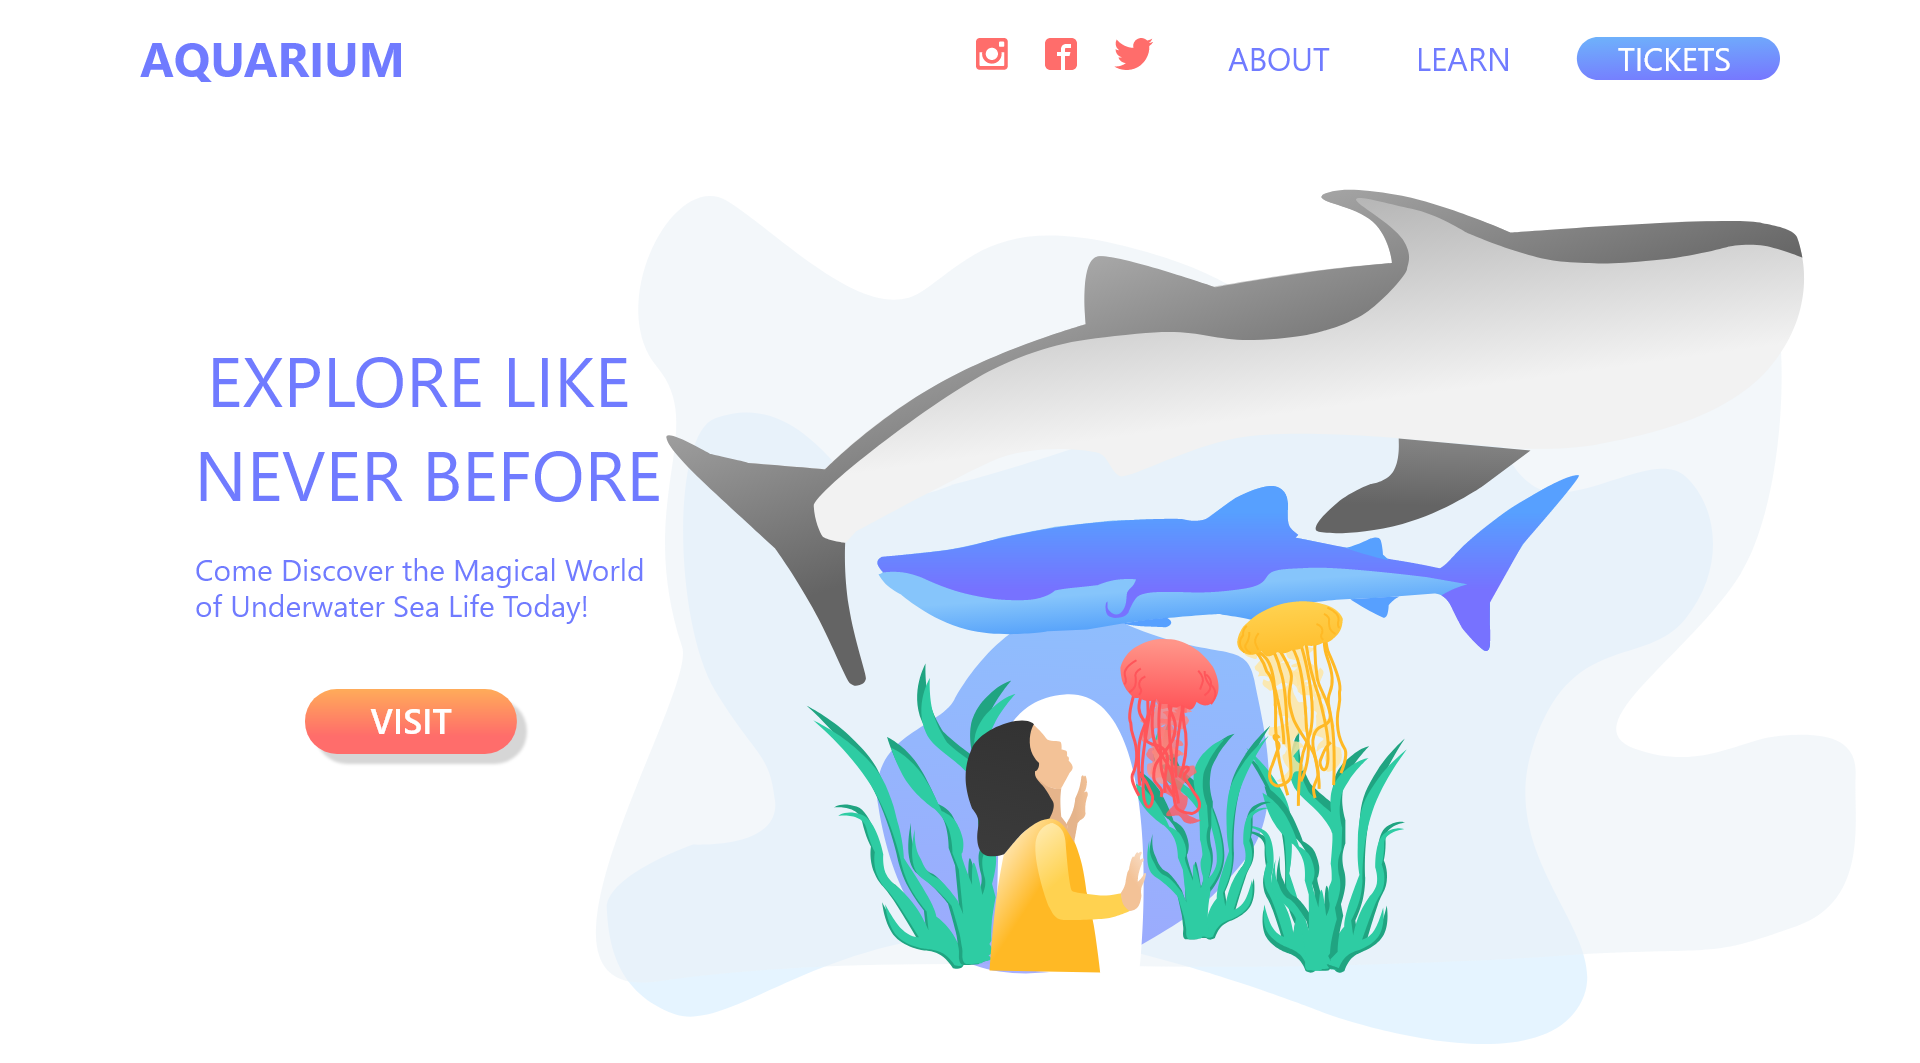 AQUARIUM
ABOUT
LEARN
TICKETS
EXPLORE LIKE
NEVER BEFORE
Come Discover the Magical World
of Underwater Sea Life Today!
VISIT